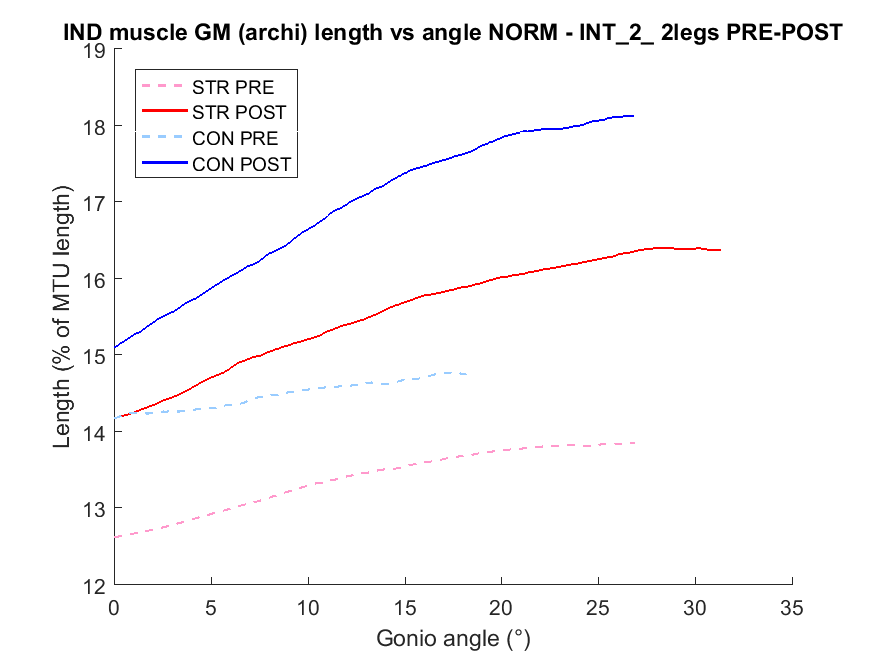 IND muscle GM (archi) length vs angle NORM - INT_2_ 2legs PRE-POST
19
18
17
16
15
14
13
12
Length (% of MTU length)
STR PRE
STR POST
CON PRE
CON POST
0 5 10 15 20 25 30 35
Gonio angle (°)